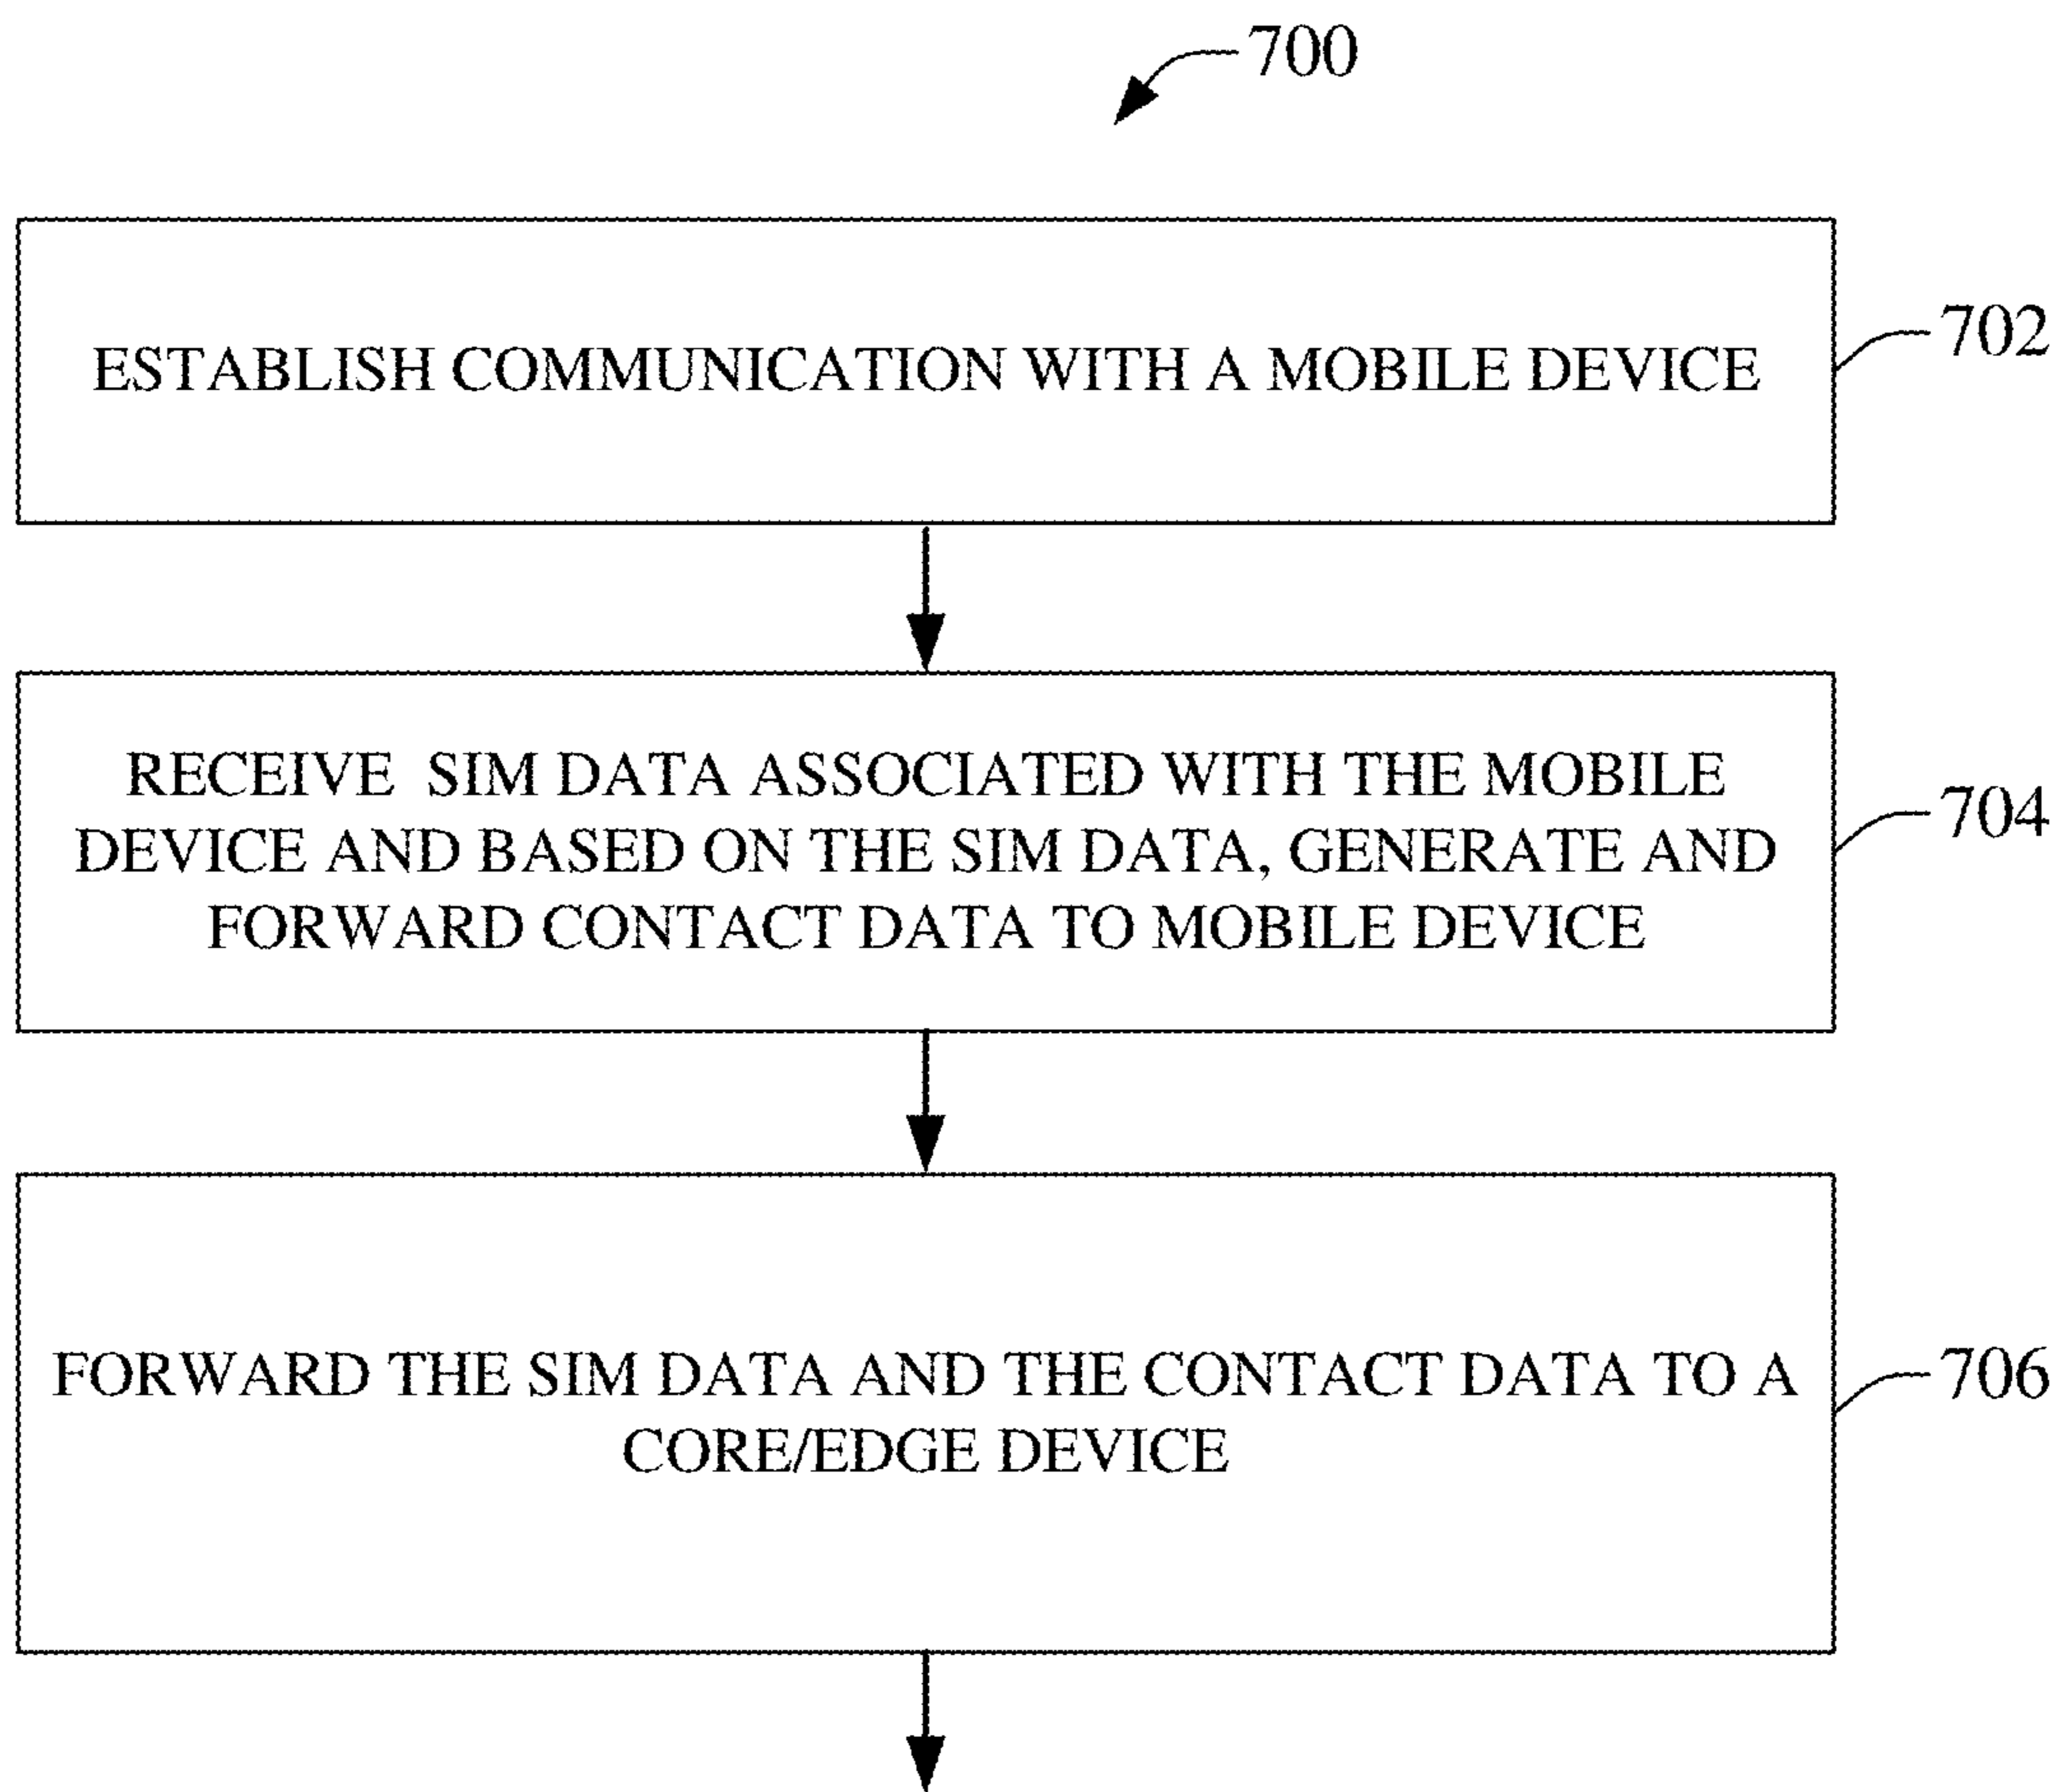 700
ESTABLISH COMMUNICATION WITH A MOBILE DEVICE
702
RECEIVE SIM DATA ASSOCIATED WITH THE MOBILE
DEVICE AND BASED ON THE SIM DATA, GENERATE AND
FORWARD CONTACT DATA TO MOBILE DEVICE
704
FORWARD THE SIM DATA AND THE CONTACT DATA TO A
CORE/EDGE DEVICE
706